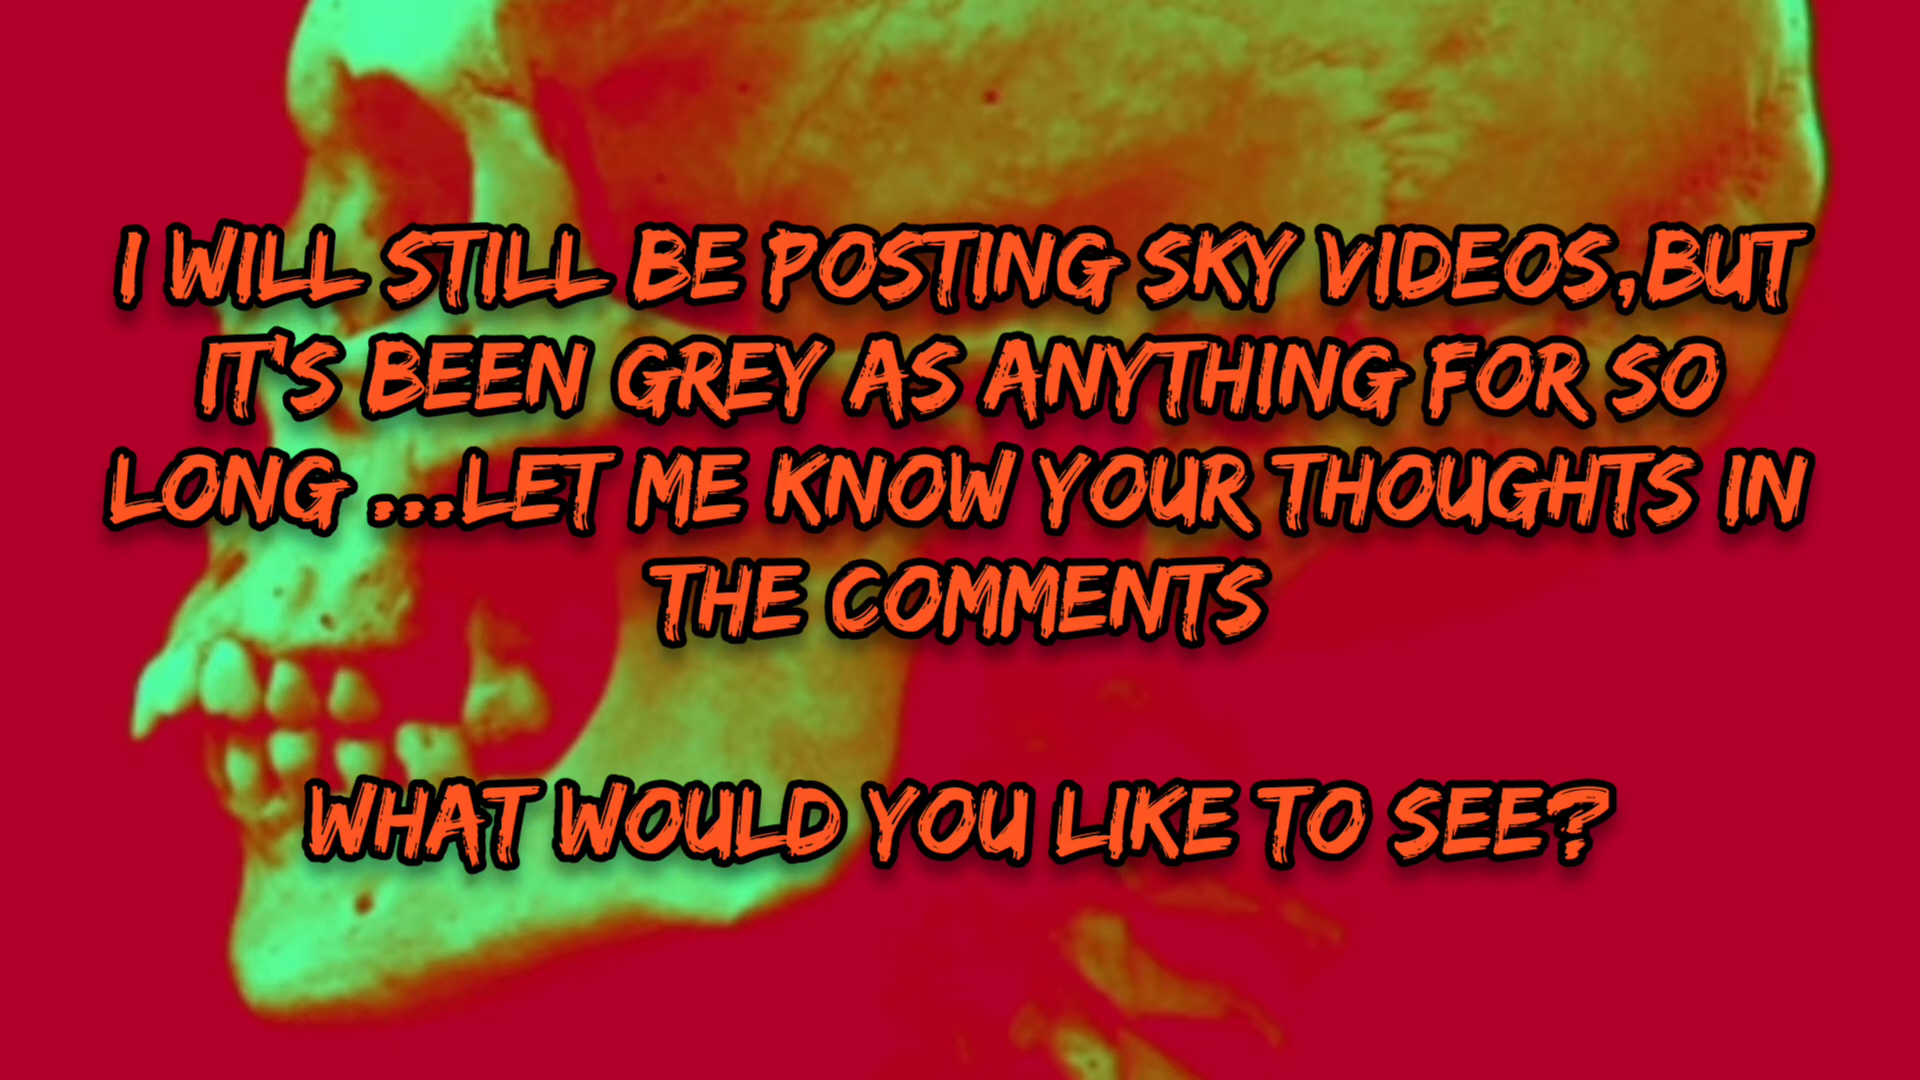 I WILL STILL BE POSTING SKY VIDEOS,BUT
IT'S BEEN GREY AS ANYTHING FOR SO
LONG ...LET ME KNOW YOUR THOUGHTS IN
THE COMMENTS
WHAT WOULD YOU LIKE TO SEE?